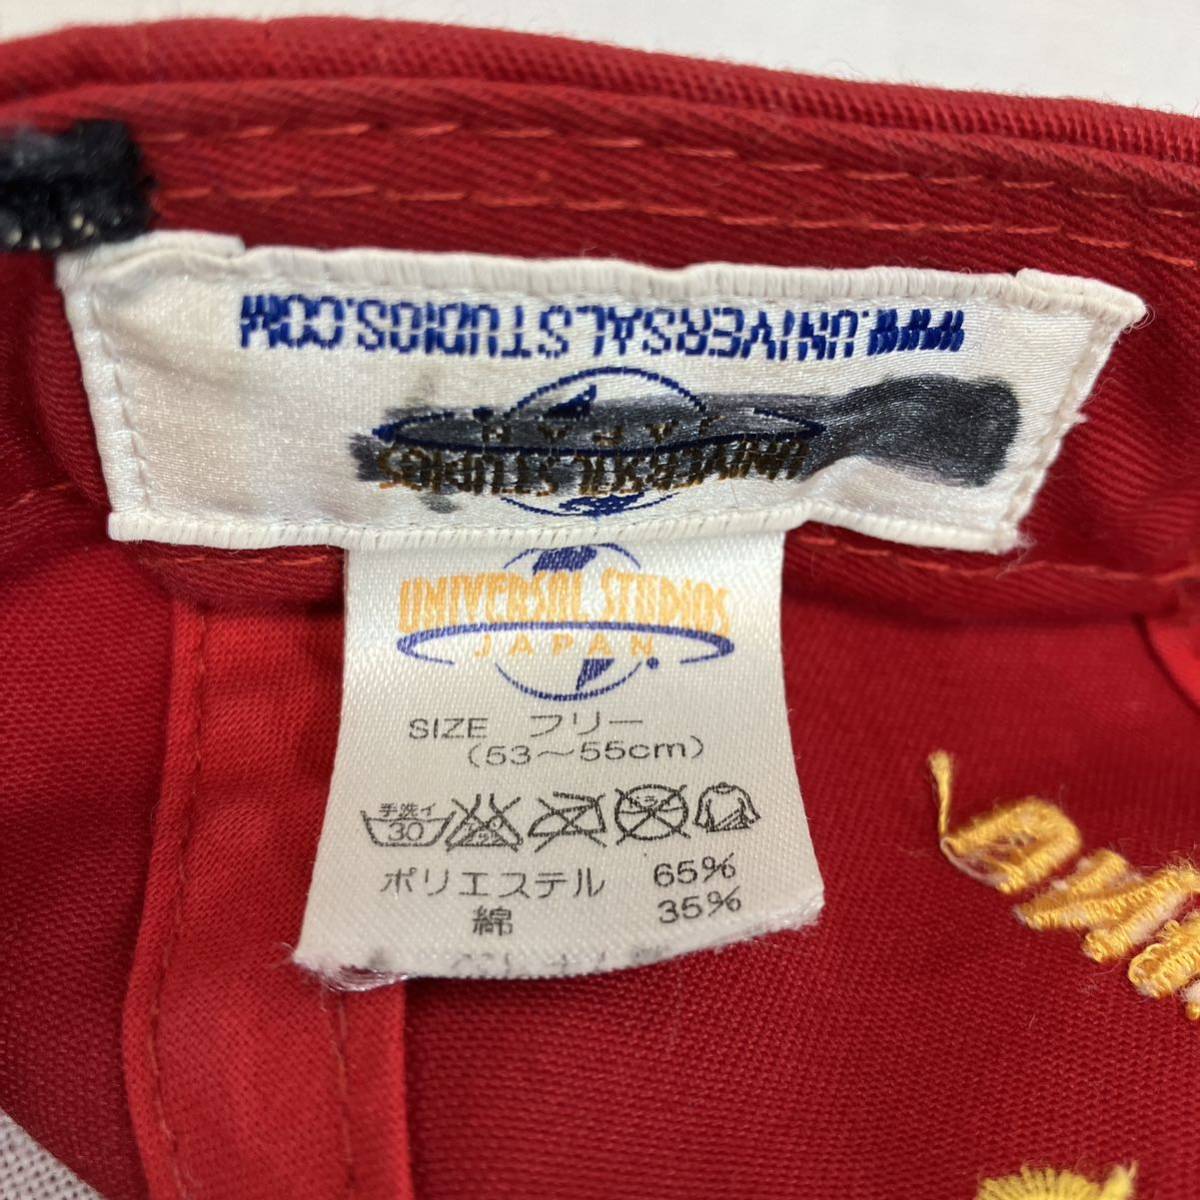 WWW.UNIVERSALSTUDIOS.COM
JAPAN
UNIVERSAL STUDIOS
UNIVERSAL STUDIOS
JAPAN
SIZE フリー
(53～55cm)
手洗イ
30
ポリエステル 65%
綿 35%